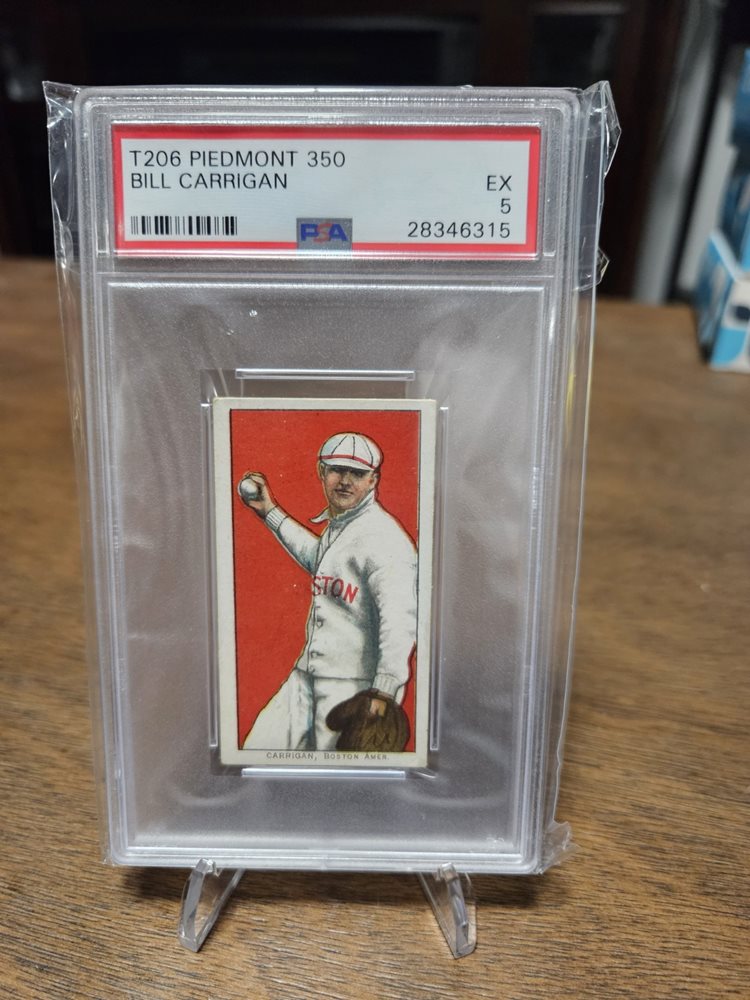 T206 PIEDMONT 350
BILL CARRIGAN
EX
5
PSA
28346315
STON
CARRIGAN, BOSTON AMER.